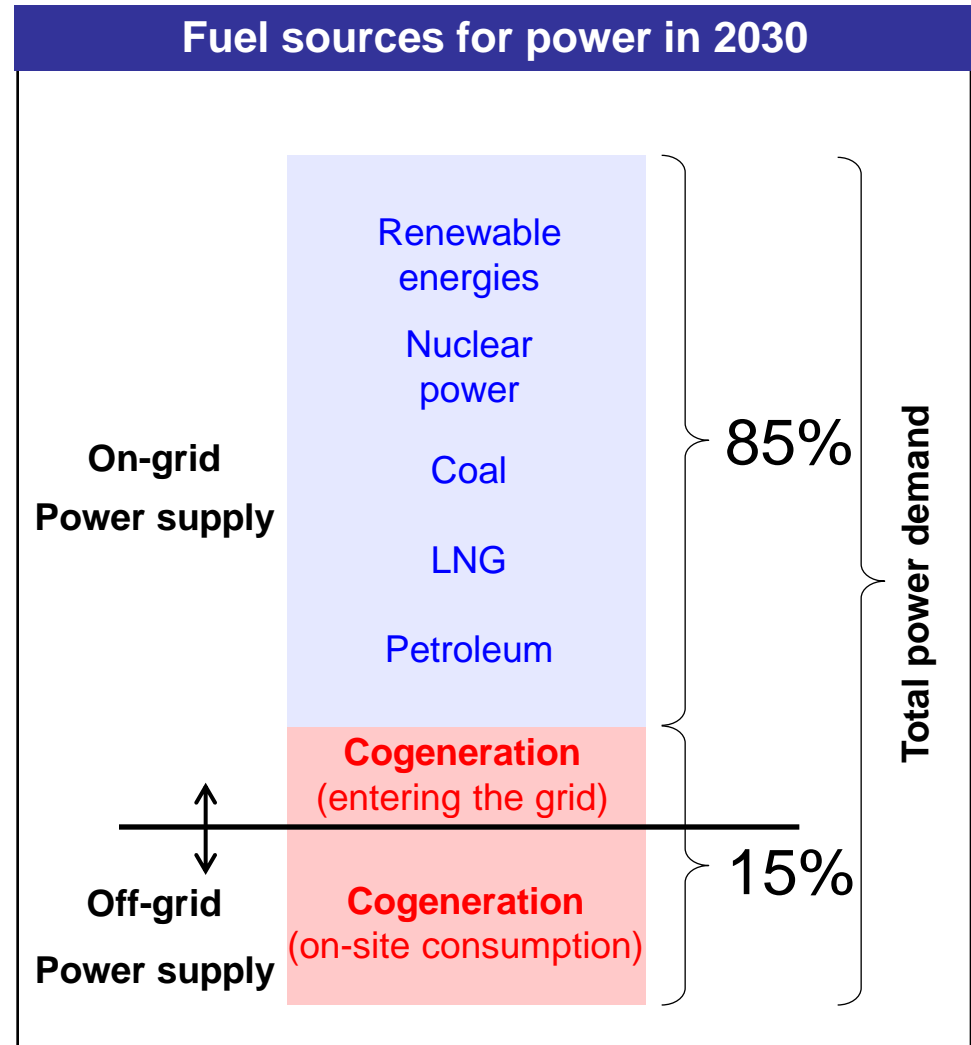 Fuel sources for power in 2030
Renewable
energies
Nuclear
power
Coal
LNG
Petroleum
On-grid
Power supply
85%
Total power demand
Cogeneration
(entering the grid)
15%
Off-grid
Power supply
Cogeneration
(on-site consumption)